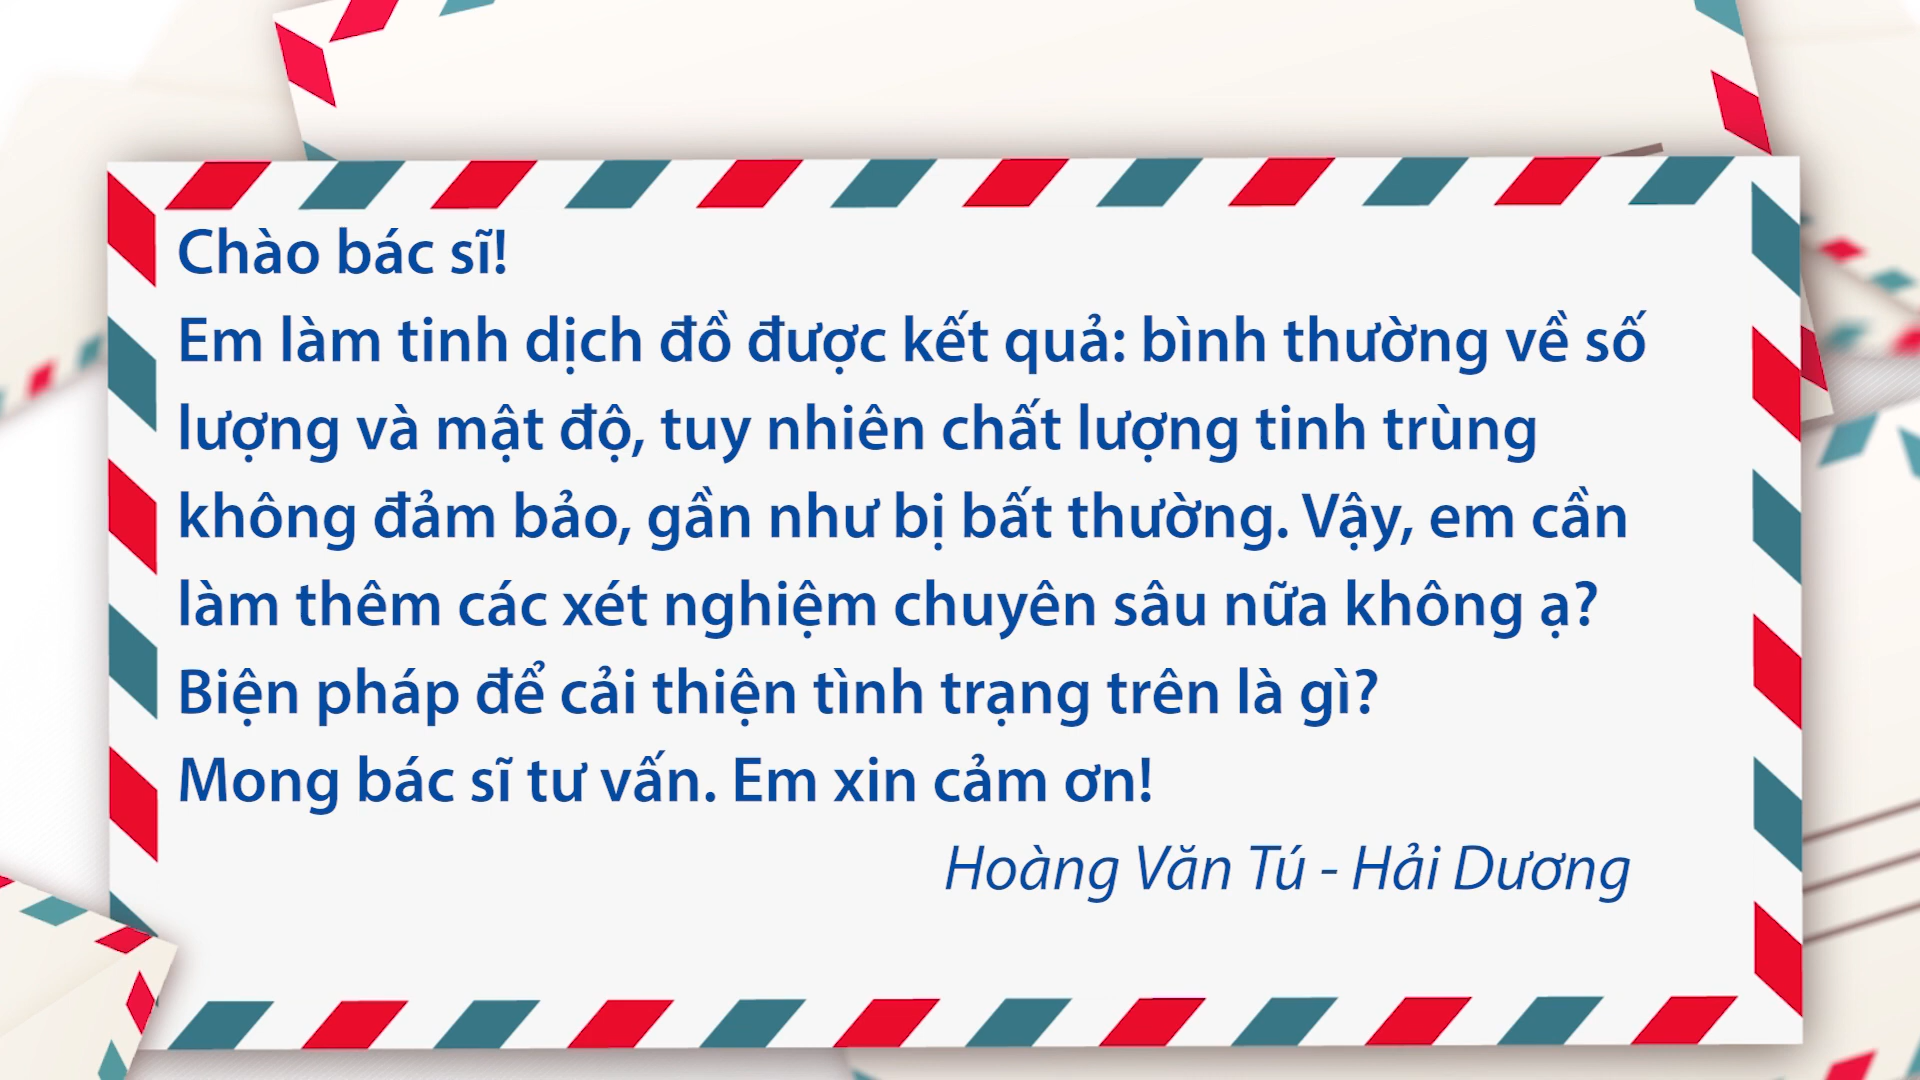 Chào bác sĩ!
Em làm tinh dịch đồ được kết quả: bình thường về số
lượng và mật độ, tuy nhiên chất lượng tinh trùng
không đảm bảo, gần như bị bất thường. Vậy, em cần
làm thêm các xét nghiệm chuyên sâu nữa không ạ?
Biện pháp để cải thiện tình trạng trên là gì?
Mong bác sĩ tư vấn. Em xin cảm ơn!
Hoàng Văn Tú - Hải Dương